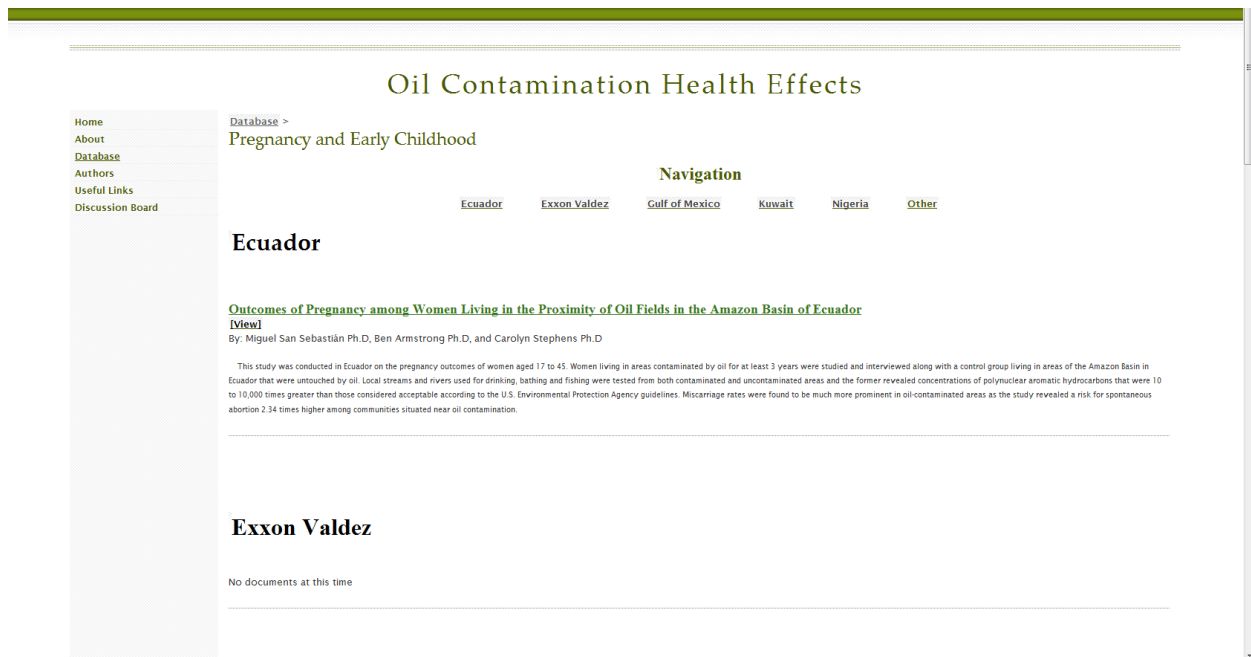 Oil Contamination Health Effects
Home
About
Database
Authors
Useful Links
Discussion Board
Database >
Pregnancy and Early Childhood
Navigation
Ecuador Exxon Valdez Gulf of Mexico Kuwait Nigeria Other
Ecuador
Outcomes of Pregnancy among Women Living in the Proximity of Oil Fields in the Amazon Basin of Ecuador
[View]
By: Miguel San Sebastián Ph.D, Ben Armstrong Ph.D, and Carolyn Stephens Ph.D
This study was conducted in Ecuador on the pregnancy outcomes of women aged 17 to 45. Women living in areas contaminated by oil for at least 3 years were studied and interviewed along with a control group living in areas of the Amazon Basin in
Ecuador that were untouched by oil. Local streams and rivers used for drinking, bathing and fishing were tested from both contaminated and uncontaminated areas and the former revealed concentrations of polynuclear aromatic hydrocarbons that were 10
to 10,000 times greater than those considered acceptable according to the U.S. Environmental Protection Agency guidelines. Miscarriage rates were found to be much more prominent in oil-contaminated areas as the study revealed a risk for spontaneous
abortion 2.34 times higher among communities situated near oil contamination.
Exxon Valdez
No documents at this time